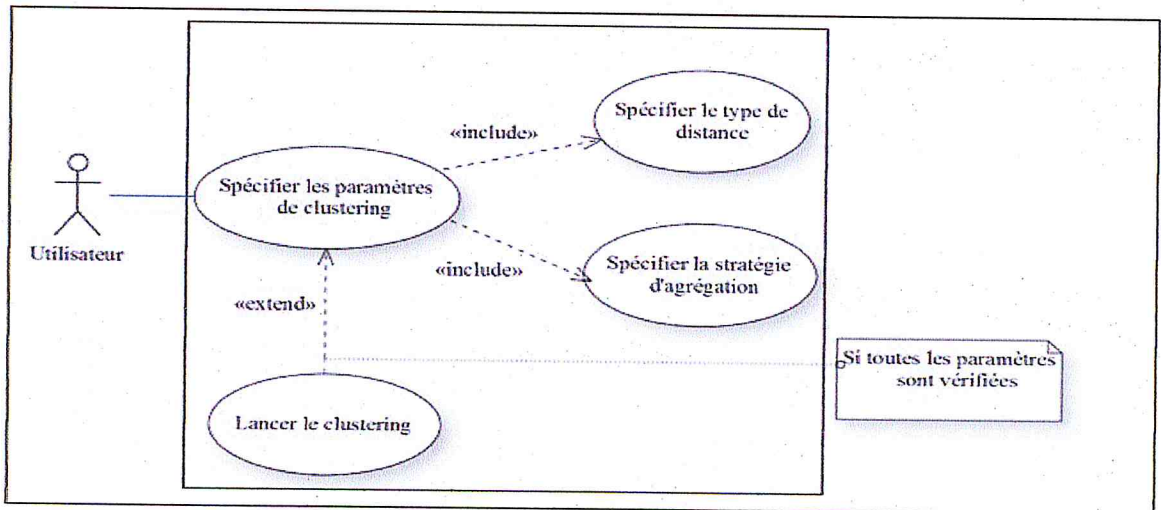 Spécifier le type de
distance
«include»
Spécifier les paramètres
de clustering
Utilisateur
«include»
Spécifier la stratégie
d'agrégation
«extend»
Si toutes les paramètres
sont vérifiées
Lancer le clustering